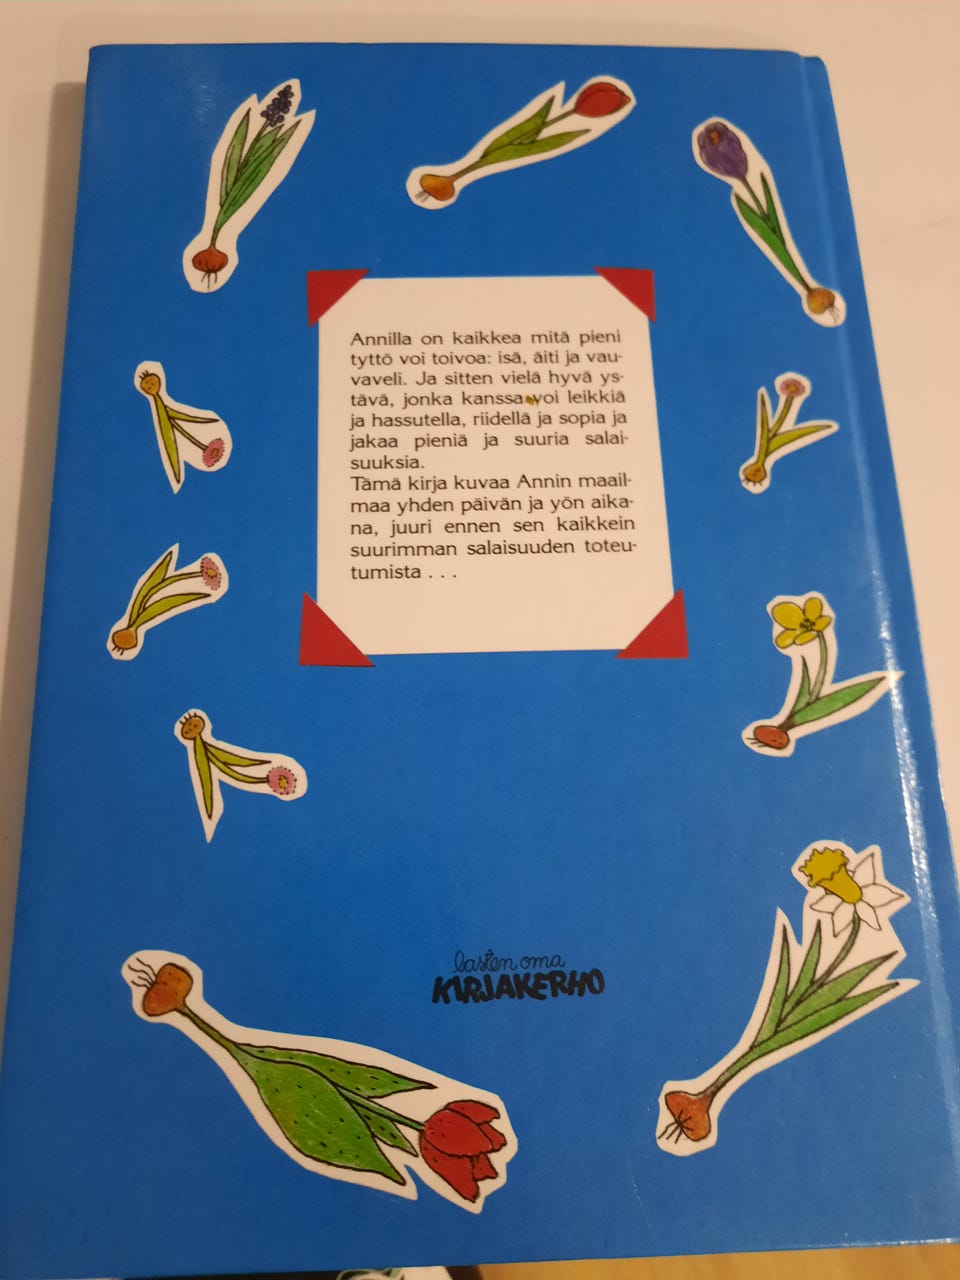 Annilla on kaikkea mitä pieni
tyttö voi toivoa: isä, äiti ja vau-
vaveli. Ja sitten vielä hyvä ys-
tävä, jonka kanssa voi leikkiä
ja hassutella, riidellä ja sopia ja
jakaa pieniä ja suuria salai-
suuksia.
Tämä kirja kuvaa Annin maail-
maa yhden päivän ja yön aika-
na, juuri ennen sen kaikkein
suurimman salaisuuden toteu-
tumista . . .
lasten oma
KIRJAKERHO